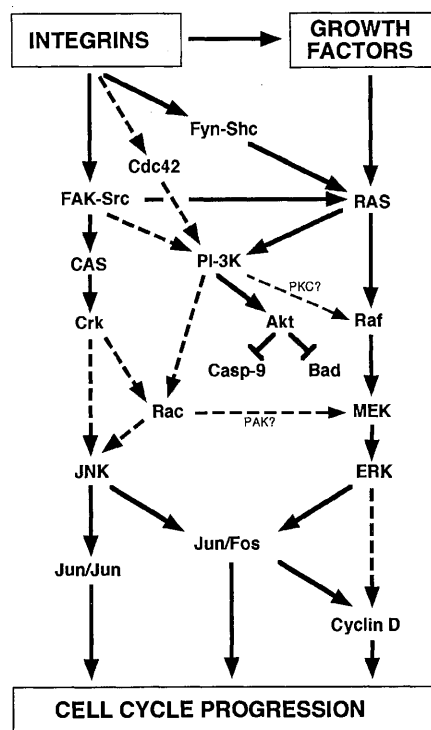 INTEGRINS
GROWTH
FACTORS
Fyn-Shc
Cdc42
FAK-Src
RAS
CAS
PI-3K
PKC?
Crk
Akt
Raf
Casp-9
Bad
Rac
PAK?
MEK
JNK
ERK
Jun/Fos
Jun/Jun
Cyclin D
CELL CYCLE PROGRESSION